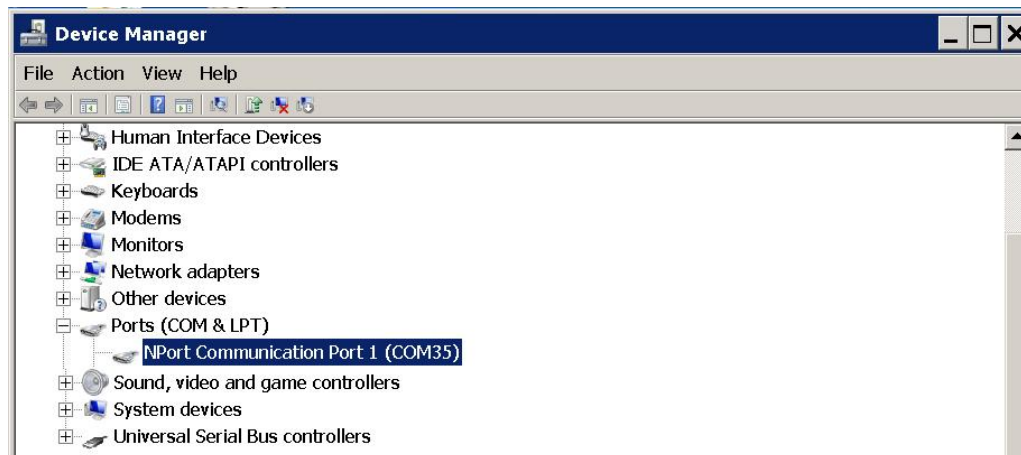 Device Manager
File Action View Help
Human Interface Devices
IDE ATA/ATAPI controllers
Keyboards
Modems
Monitors
Network adapters
Other devices
Ports (COM & LPT)
NPort Communication Port 1 (COM35)
Sound, video and game controllers
System devices
Universal Serial Bus controllers